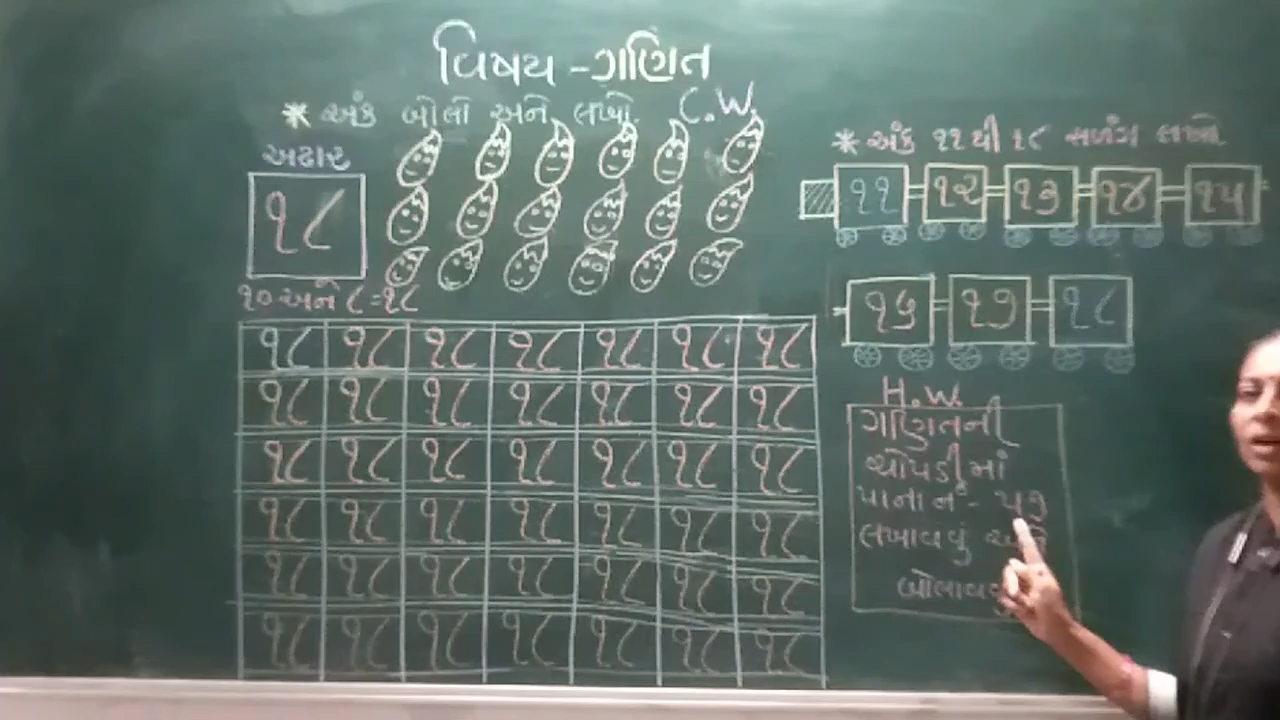 વિષય - ગણિત
* અંક બોલો અને લખો. C.W.
અઢાર
૧૮
૧૦ અને ૮ = ૧૮
૧૮ ૧૮ ૧૮ ૧૮ ૧૮ ૧૮ ૧૮
૧૮ ૧૮ ૧૮ ૧૮ ૧૮ ૧૮ ૧૮
૧૮ ૧૮ ૧૮ ૧૮ ૧૮ ૧૮ ૧૮
૧૮ ૧૮ ૧૮ ૧૮ ૧૮ ૧૮ ૧૮
૧૮ ૧૮ ૧૮ ૧૮ ૧૮ ૧૮ ૧૮
૧૮ ૧૮ ૧૮ ૧૮ ૧૮ ૧૮ ૧૮
* અંક ૧૧ થી ૧૮ સળંગ લખો
૧૧ ૧૨ ૧૩ ૧૪ ૧૫
૧૬ ૧૭ ૧૮
H.W.
ગણિતની
ચોપડીમાં
પાના નં - ૫૭
લખાવવું અને